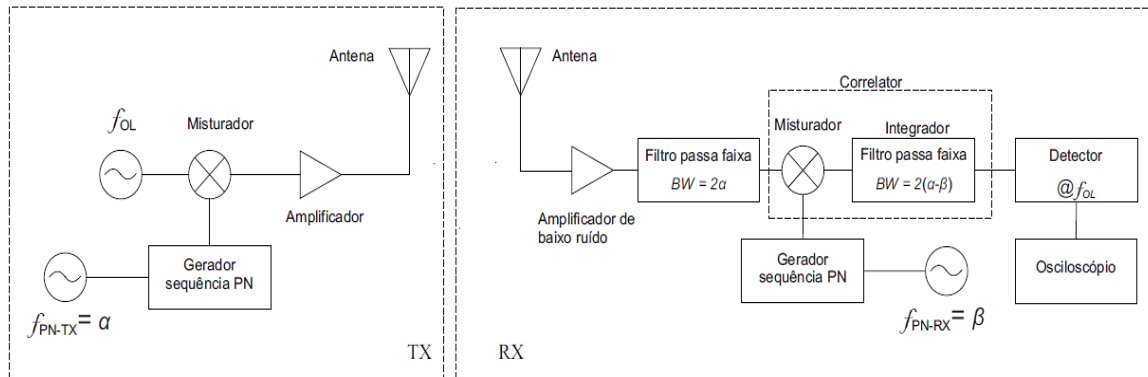 Antena
f_OL
Misturador
Amplificador
Gerador
sequência PN
f_PN-TX = α
TX
Antena
Amplificador de
baixo ruído
Filtro passa faixa
BW = 2α
Correlator
Misturador
Integrador
Filtro passa faixa
BW = 2(α-β)
Detector
@f_OL
Gerador
sequência PN
f_PN-RX = β
Osciloscópio
RX